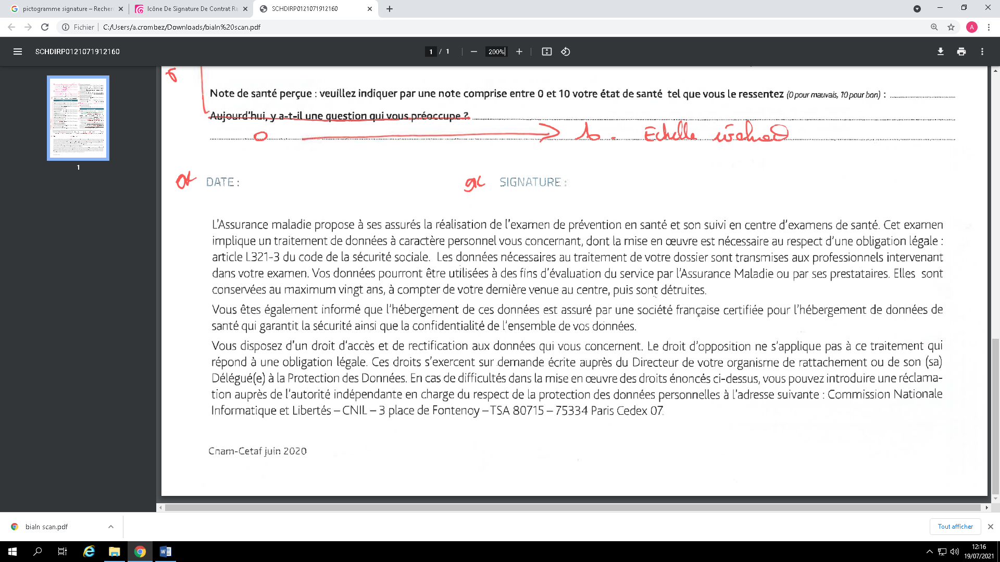 pictogramme signature – Recher
Icône De Signature De Contrat Ra
SCHDIRP0121071912160
Fichier
C:/Users/a.crombez/Downloads/bialn%20scan.pdf
A
SCHDIRP0121071912160
1 / 1
200%
Note de santé perçue : veuillez indiquer par une note comprise entre 0 et 10 votre état de santé tel que vous le ressentez (0 pour mauvais, 10 pour bon) :
Aujourd'hui, y a-t-il une question qui vous préoccupe ?
0
Echelle
1
DATE :
SIGNATURE :
L'Assurance maladie propose à ses assurés la réalisation de l'examen de prévention en santé et son suivi en centre d'examens de santé. Cet examen
implique un traitement de données à caractère personnel vous concernant, dont la mise en œuvre est nécessaire au respect d'une obligation légale :
article L321-3 du code de la sécurité sociale. Les données nécessaires au traitement de votre dossier sont transmises aux professionnels intervenant
dans votre examen. Vos données pourront être utilisées à des fins d'évaluation du service par l'Assurance Maladie ou par ses prestataires. Elles sont
conservées au maximum vingt ans, à compter de votre dernière venue au centre, puis sont détruites.
Vous êtes également informé que l'hébergement de ces données est assuré par une société française certifiée pour l'hébergement de données de
santé qui garantit la sécurité ainsi que la confidentialité de l'ensemble de vos données.
Vous disposez d'un droit d'accès et de rectification aux données qui vous concernent. Le droit d'opposition ne s'applique pas à ce traitement qui
répond à une obligation légale. Ces droits s'exercent sur demande écrite auprès du Directeur de votre organisme de rattachement ou de son (sa)
Délégué(e) à la Protection des Données. En cas de difficultés dans la mise en œuvre des droits énoncés ci-dessus, vous pouvez introduire une réclama-
tion auprès de l'autorité indépendante en charge du respect de la protection des données personnelles à l'adresse suivante : Commission Nationale
Informatique et Libertés – CNIL – 3 place de Fontenoy – TSA 80715 – 75334 Paris Cedex 07.
Cnam-Cetaf juin 2020
bialn scan.pdf
Tout afficher
12:16
19/07/2021